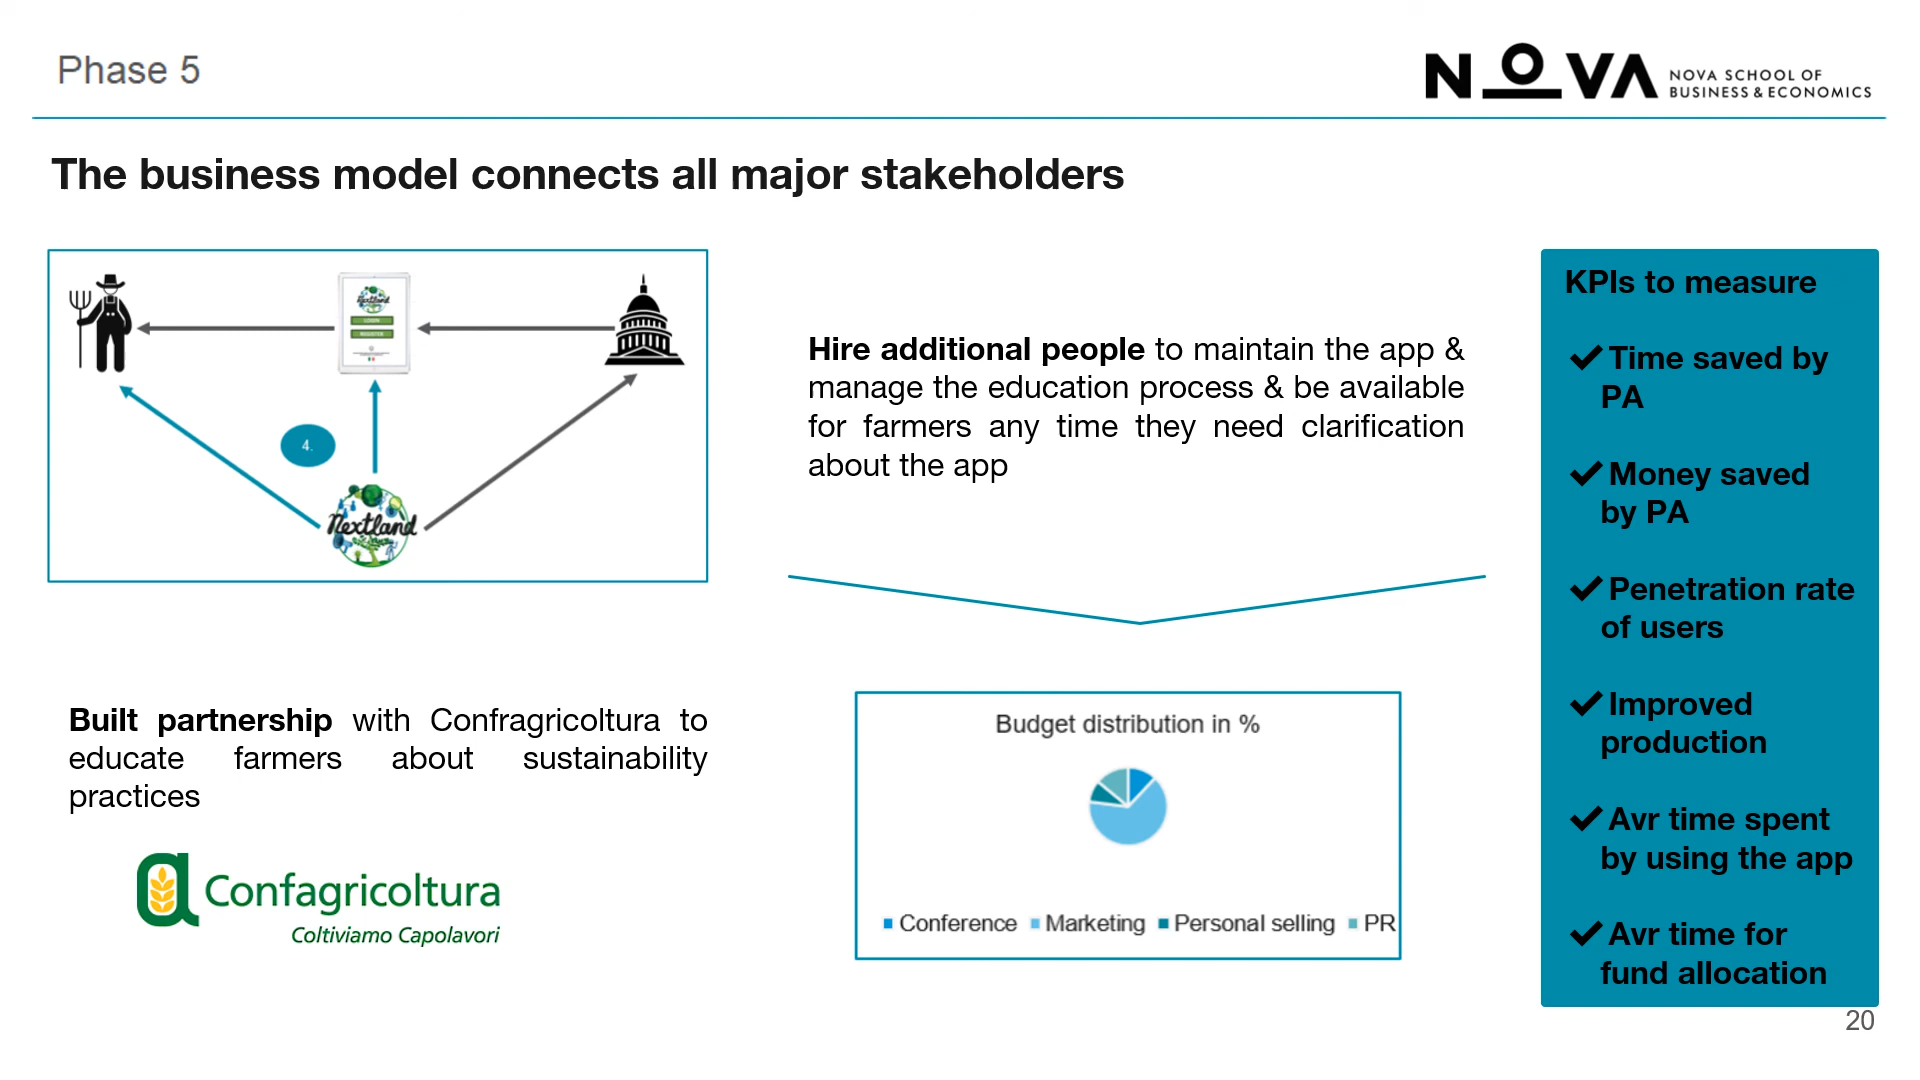 Phase 5
NOVA
NOVA SCHOOL OF
BUSINESS & ECONOMICS
The business model connects all major stakeholders
Nextland
LOGIN
REGISTER
4.
Nextland
Hire additional people to maintain the app &
manage the education process & be available
for farmers any time they need clarification
about the app
Built partnership with Confragricoltura to
educate farmers about sustainability
practices
Confagricoltura
Coltiviamo Capolavori
Budget distribution in %
Conference Marketing Personal selling PR
KPIs to measure
Time saved by
PA
Money saved
by PA
Penetration rate
of users
Improved
production
Avr time spent
by using the app
Avr time for
fund allocation
20